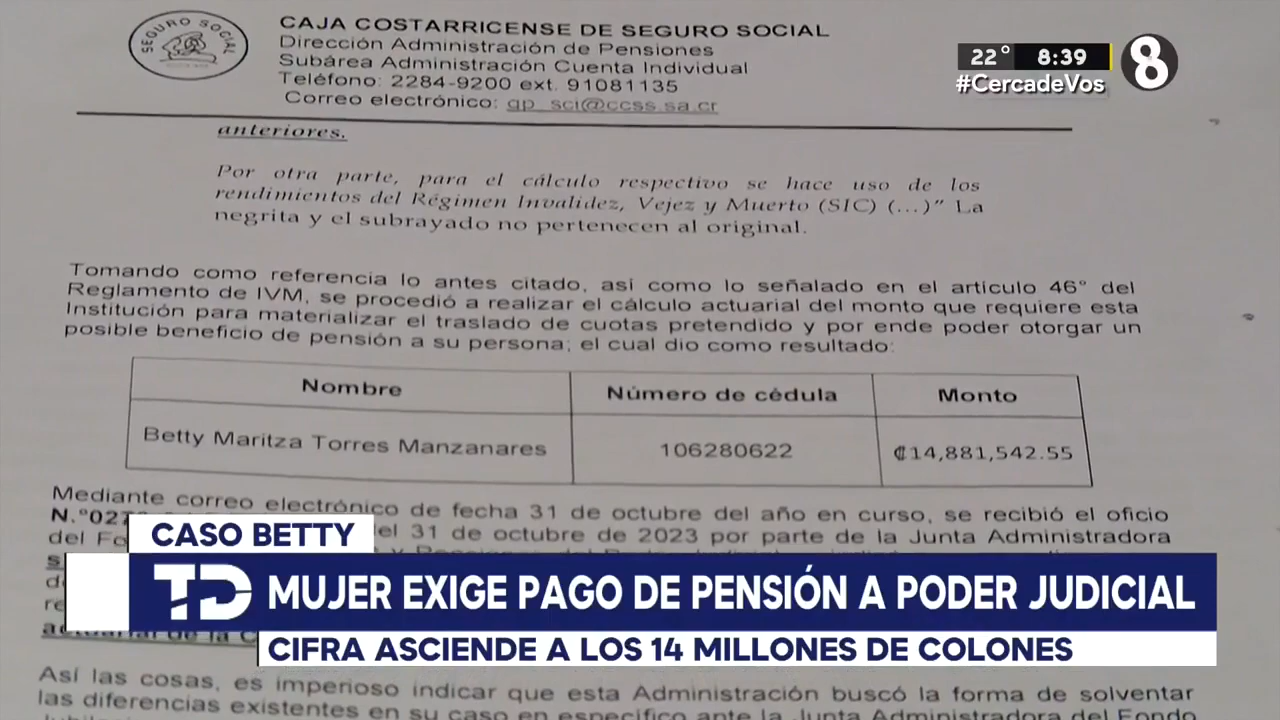 SEGURO SOCIAL
CAJA COSTARRICENSE DE SEGURO SOCIAL
Dirección Administración de Pensiones
Subárea Administración Cuenta Individual
Teléfono: 2284-9200 ext. 91081135
Correo electrónico: gp_sci@ccss.sa.cr
22° 8:39
8
#CercadeVos
anteriores.
Por otra parte, para el cálculo respectivo se hace uso de los
rendimientos del Régimen Invalidez, Vejez y Muerto (SIC) (...)” La
negrita y el subrayado no pertenecen al original.
Tomando como referencia lo antes citado, así como lo señalado en el artículo 46° del
Reglamento de IVM, se procedió a realizar el cálculo actuarial del monto que requiere esta
Institución para materializar el traslado de cuotas pretendido y por ende poder otorgar un
posible beneficio de pensión a su persona; el cual dio como resultado:
Nombre Número de cédula Monto
Betty Maritza Torres Manzanares 106280622 ₡14,881,542.55
Mediante correo electrónico de fecha 31 de octubre del año en curso, se recibió el oficio
del 31 de octubre de 2023 por parte de la Junta Administradora
del
CASO BETTY
TD MUJER EXIGE PAGO DE PENSIÓN A PODER JUDICIAL
CIFRA ASCIENDE A LOS 14 MILLONES DE COLONES
Así las cosas, es imperioso indicar que esta Administración buscó la forma de solventar
las diferencias existentes en su caso en específico ante la Junta Administradora del Fondo